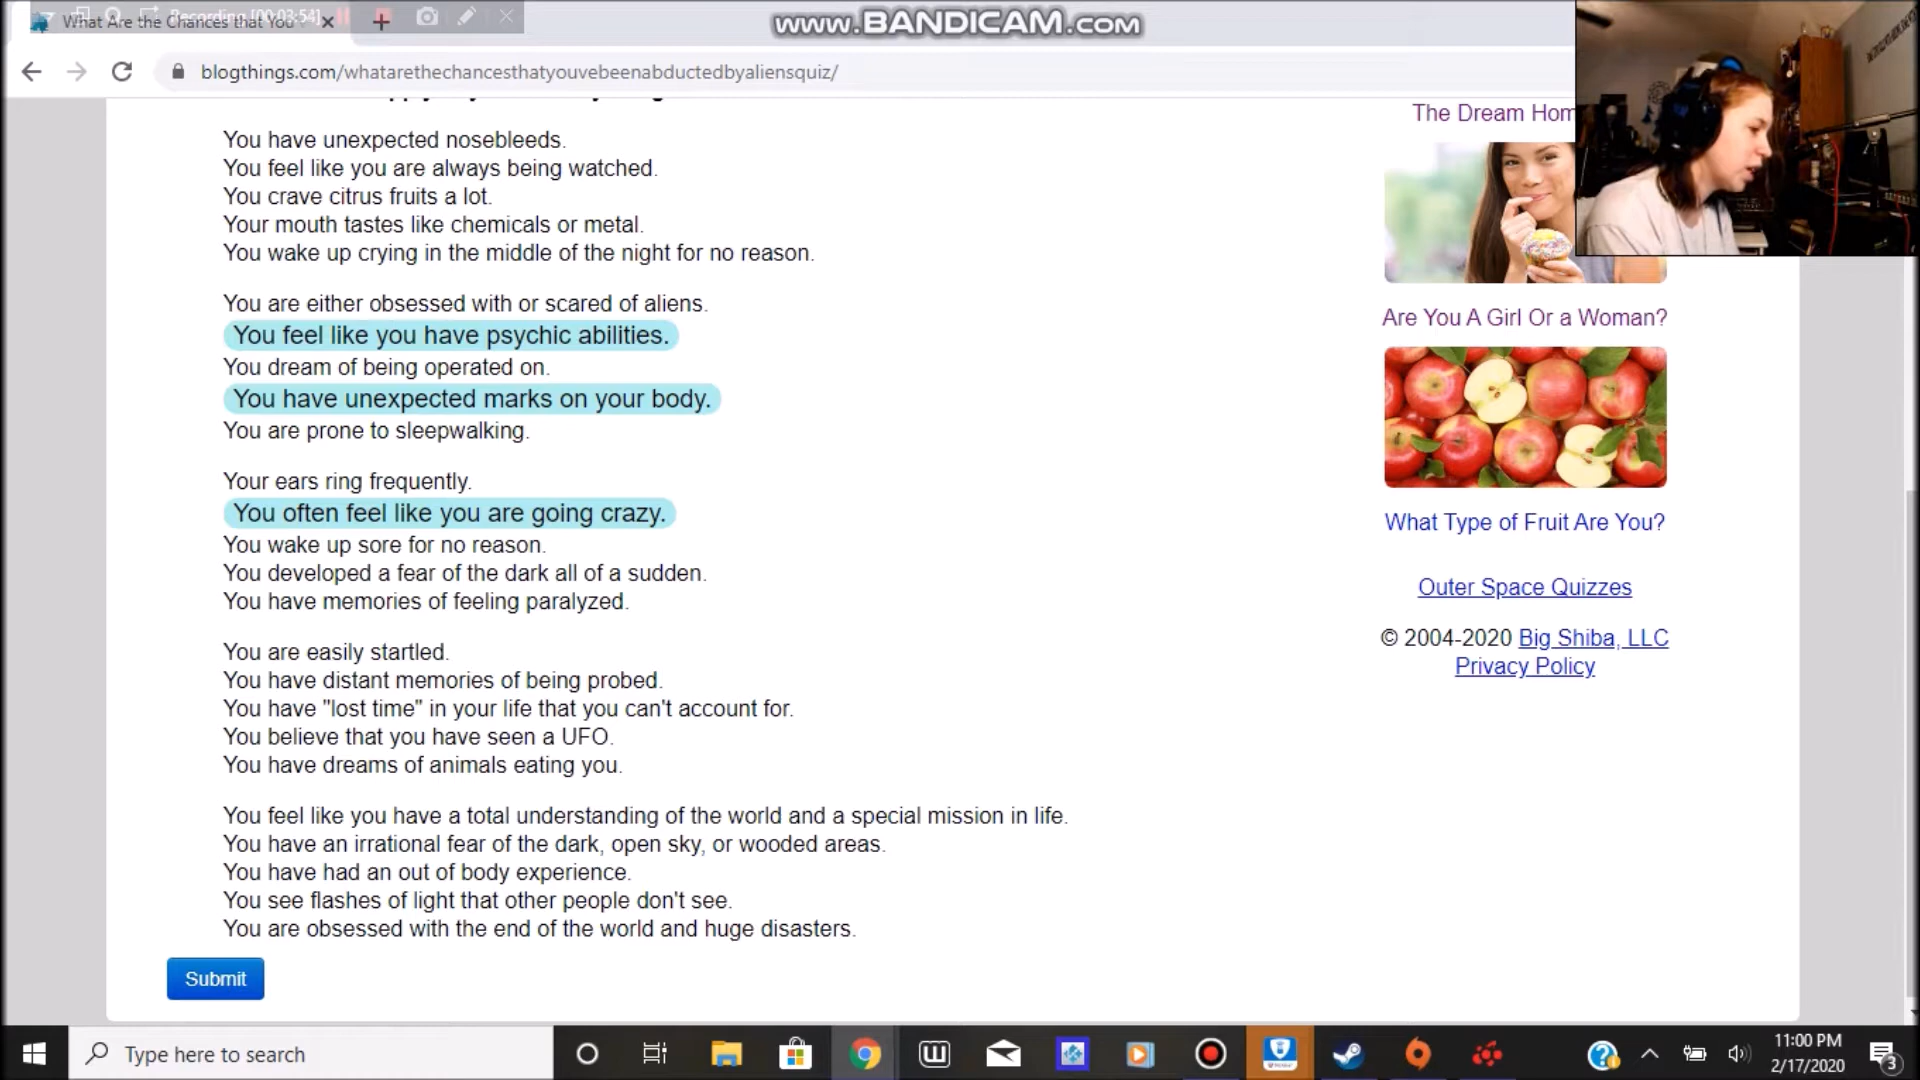 Recording [00:03:54]
What Are the Chances that You
www.BANDICAM.com
blogthings.com/whatarethechancesthatyouvebeenabductedbyaliensquiz/
You have unexpected nosebleeds.
You feel like you are always being watched.
You crave citrus fruits a lot.
Your mouth tastes like chemicals or metal.
You wake up crying in the middle of the night for no reason.
You are either obsessed with or scared of aliens.
You feel like you have psychic abilities.
You dream of being operated on.
You have unexpected marks on your body.
You are prone to sleepwalking.
Your ears ring frequently.
You often feel like you are going crazy.
You wake up sore for no reason.
You developed a fear of the dark all of a sudden.
You have memories of feeling paralyzed.
You are easily startled.
You have distant memories of being probed.
You have "lost time" in your life that you can't account for.
You believe that you have seen a UFO.
You have dreams of animals eating you.
You feel like you have a total understanding of the world and a special mission in life.
You have an irrational fear of the dark, open sky, or wooded areas.
You have had an out of body experience.
You see flashes of light that other people don't see.
You are obsessed with the end of the world and huge disasters.
Submit
The Dream Hom
Are You A Girl Or a Woman?
What Type of Fruit Are You?
Outer Space Quizzes
© 2004-2020 Big Shiba, LLC
Privacy Policy
Type here to search
11:00 PM
2/17/2020
3